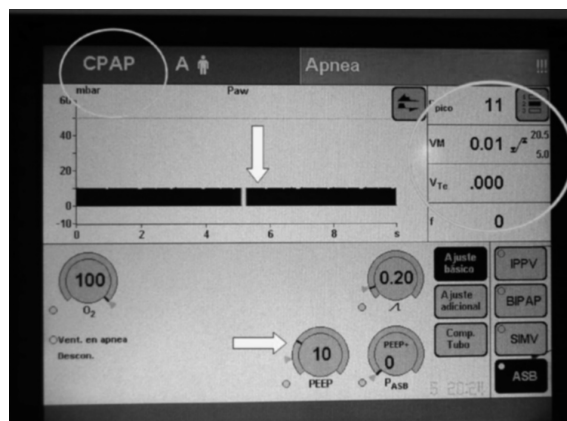 CPAP A Apnea !!!
mbar Paw
60
40
20
0
-10
0 2 4 6 8 s
pico 11
VM 0.01 20.5
5.0
VTe .000
f 0
100
O2
0.20
Vent. en apnea
Descon.
10
PEEP
PEEP+
0
PASB
Ajuste
básico
Ajuste
adicional
Comp.
Tubo
IPPV
BIPAP
SIMV
ASB